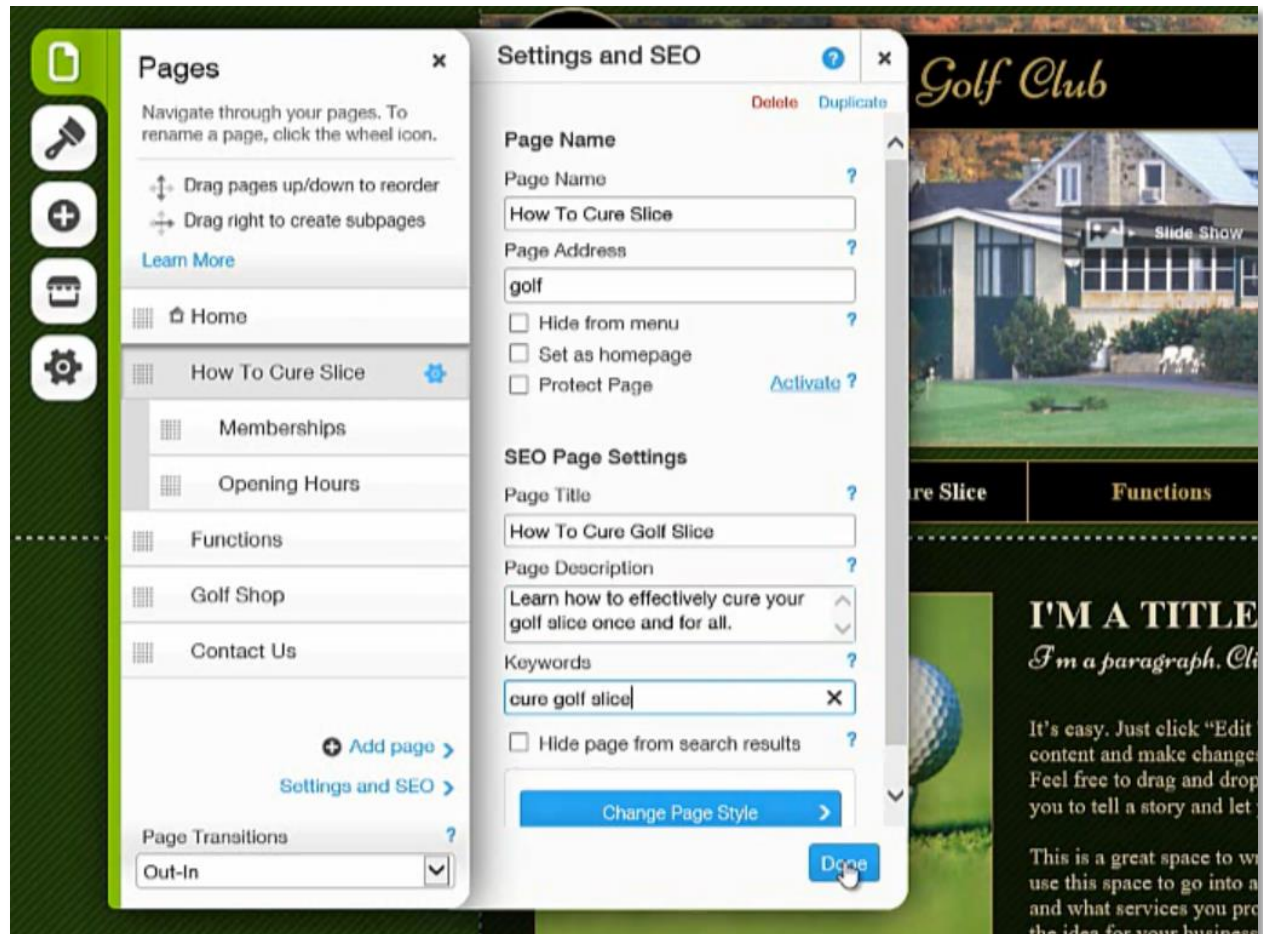 Pages
Navigate through your pages. To
rename a page, click the wheel icon.
Drag pages up/down to reorder
Drag right to create subpages
Learn More
Home
How To Cure Slice
Memberships
Opening Hours
Functions
Golf Shop
Contact Us
Add page
Settings and SEO
Page Transitions ?
Out-In
Settings and SEO ?
Delete Duplicate
Page Name
Page Name ?
How To Cure Slice
Page Address ?
golf
Hide from menu ?
Set as homepage
Protect Page Activate ?
SEO Page Settings
Page Title ?
How To Cure Golf Slice
Page Description ?
Learn how to effectively cure your
golf slice once and for all.
Keywords ?
cure golf slice
Hide page from search results ?
Change Page Style
Done
Golf Club
Slide Show
re Slice Functions
I'M A TITLE
I'm a paragraph. Cli
It's easy. Just click "Edit
content and make change
Feel free to drag and drop
you to tell a story and let
This is a great space to wr
use this space to go into a
and what services you pro
the idea for your business